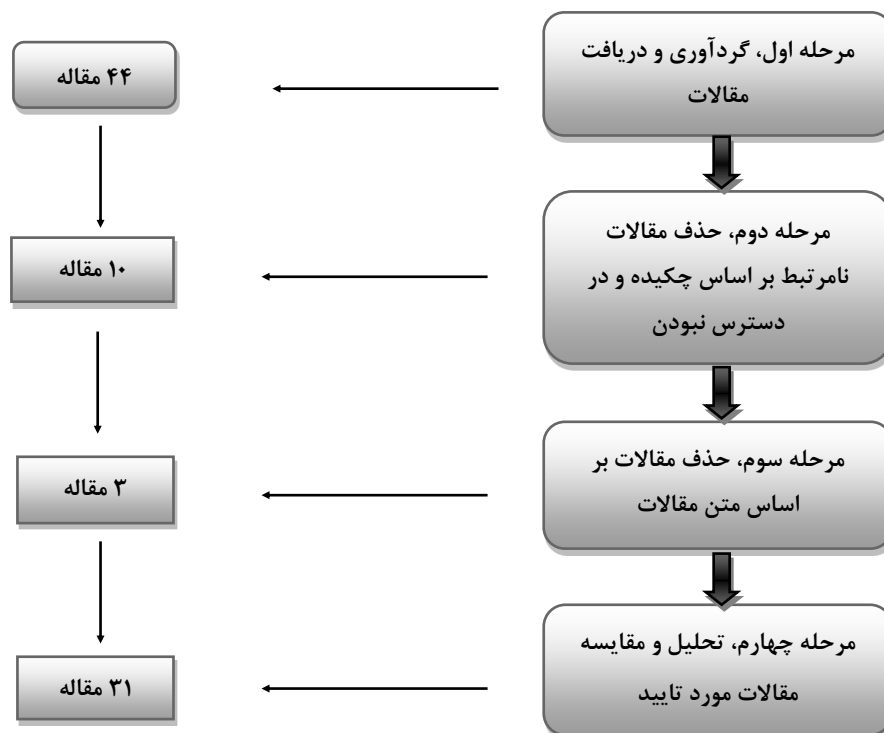 مرحله اول، گردآوری و دریافت
مقالات
۴۴ مقاله
مرحله دوم، حذف مقالات
نامرتبط بر اساس چکیده و در
دسترس نبودن
۱۰ مقاله
مرحله سوم، حذف مقالات بر
اساس متن مقالات
۳ مقاله
مرحله چهارم، تحلیل و مقایسه
مقالات مورد تایید
۳۱ مقاله